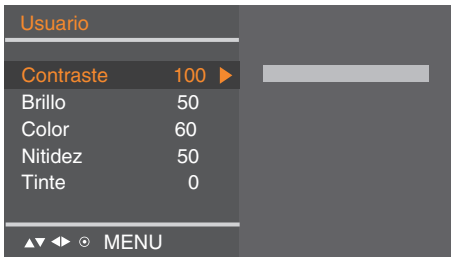 Usuario
Contraste 100
Brillo 50
Color 60
Nitidez 50
Tinte 0
MENU